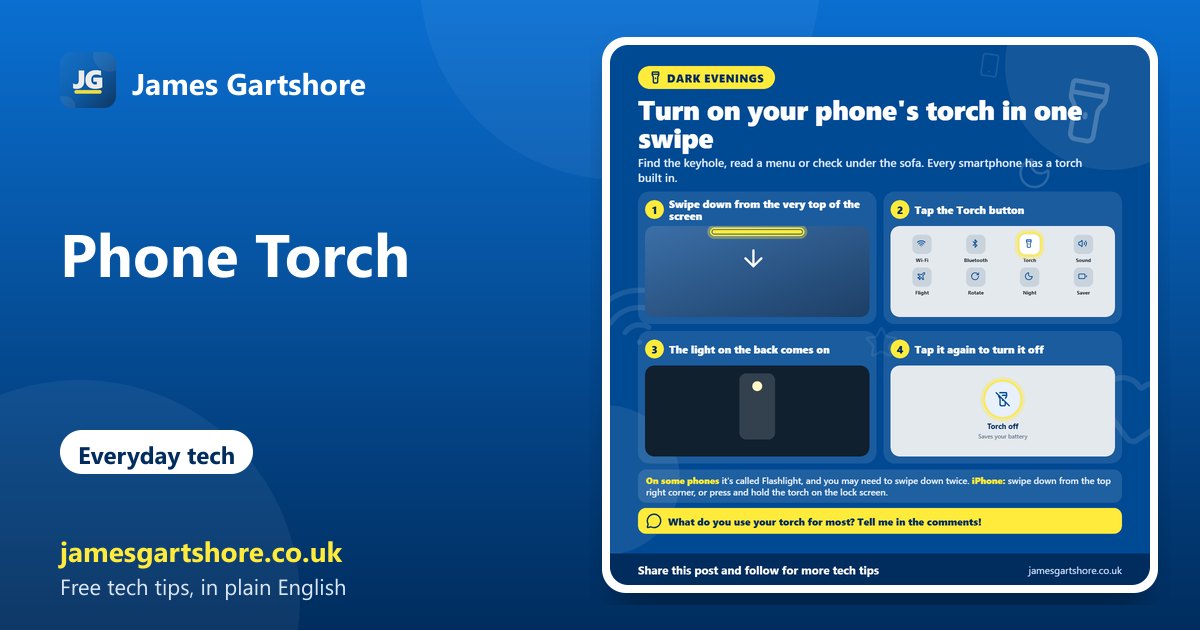 JG
James Gartshore
Phone Torch
Everyday tech
jamesgartshore.co.uk
Free tech tips, in plain English
DARK EVENINGS
Turn on your phone's torch in one
swipe
Find the keyhole, read a menu or check under the sofa. Every smartphone has a torch
built in.
1
Swipe down from the very top of the
screen
2
Tap the Torch button
Wi-Fi
Bluetooth
Torch
Sound
Flight
Rotate
Night
Saver
3
The light on the back comes on
4
Tap it again to turn it off
Torch off
Saves your battery
On some phones it's called Flashlight, and you may need to swipe down twice. iPhone: swipe down from the top
right corner, or press and hold the torch on the lock screen.
What do you use your torch for most? Tell me in the comments!
Share this post and follow for more tech tips
jamesgartshore.co.uk